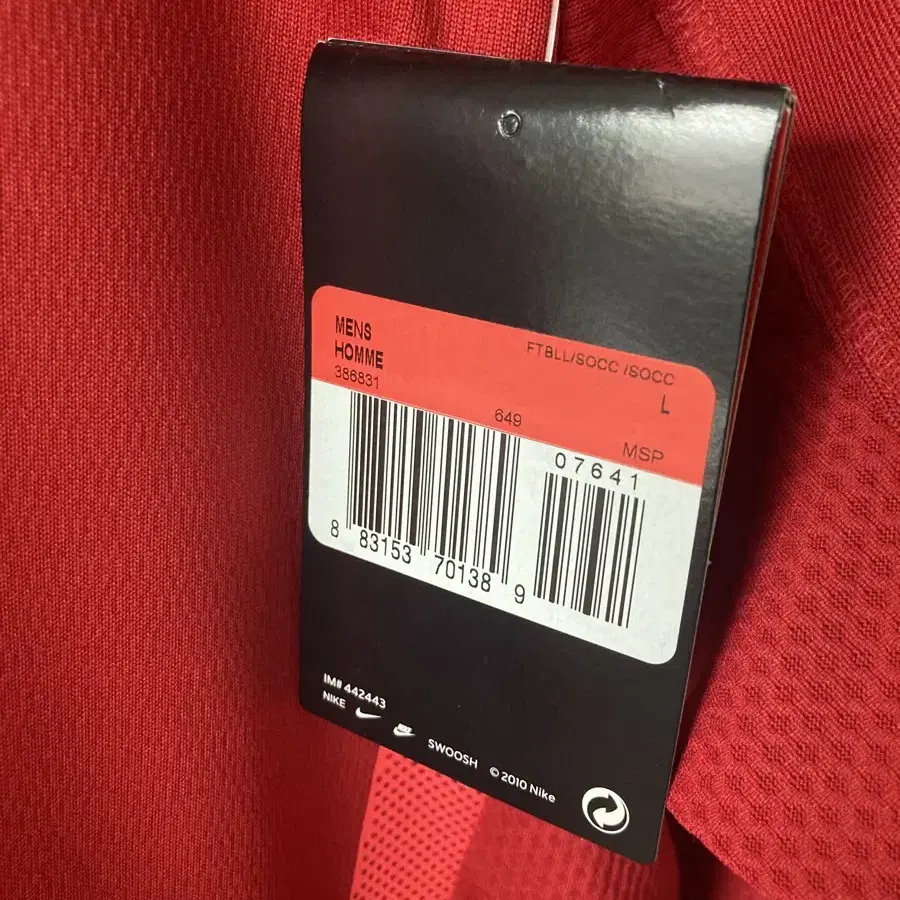 MENS
HOMME
386831
FTBLL/SOCC /SOCC
L
649
MSP
07641
8 83153 70138 9
IM# 442443
NIKE
NIKE
SWOOSH © 2010 Nike